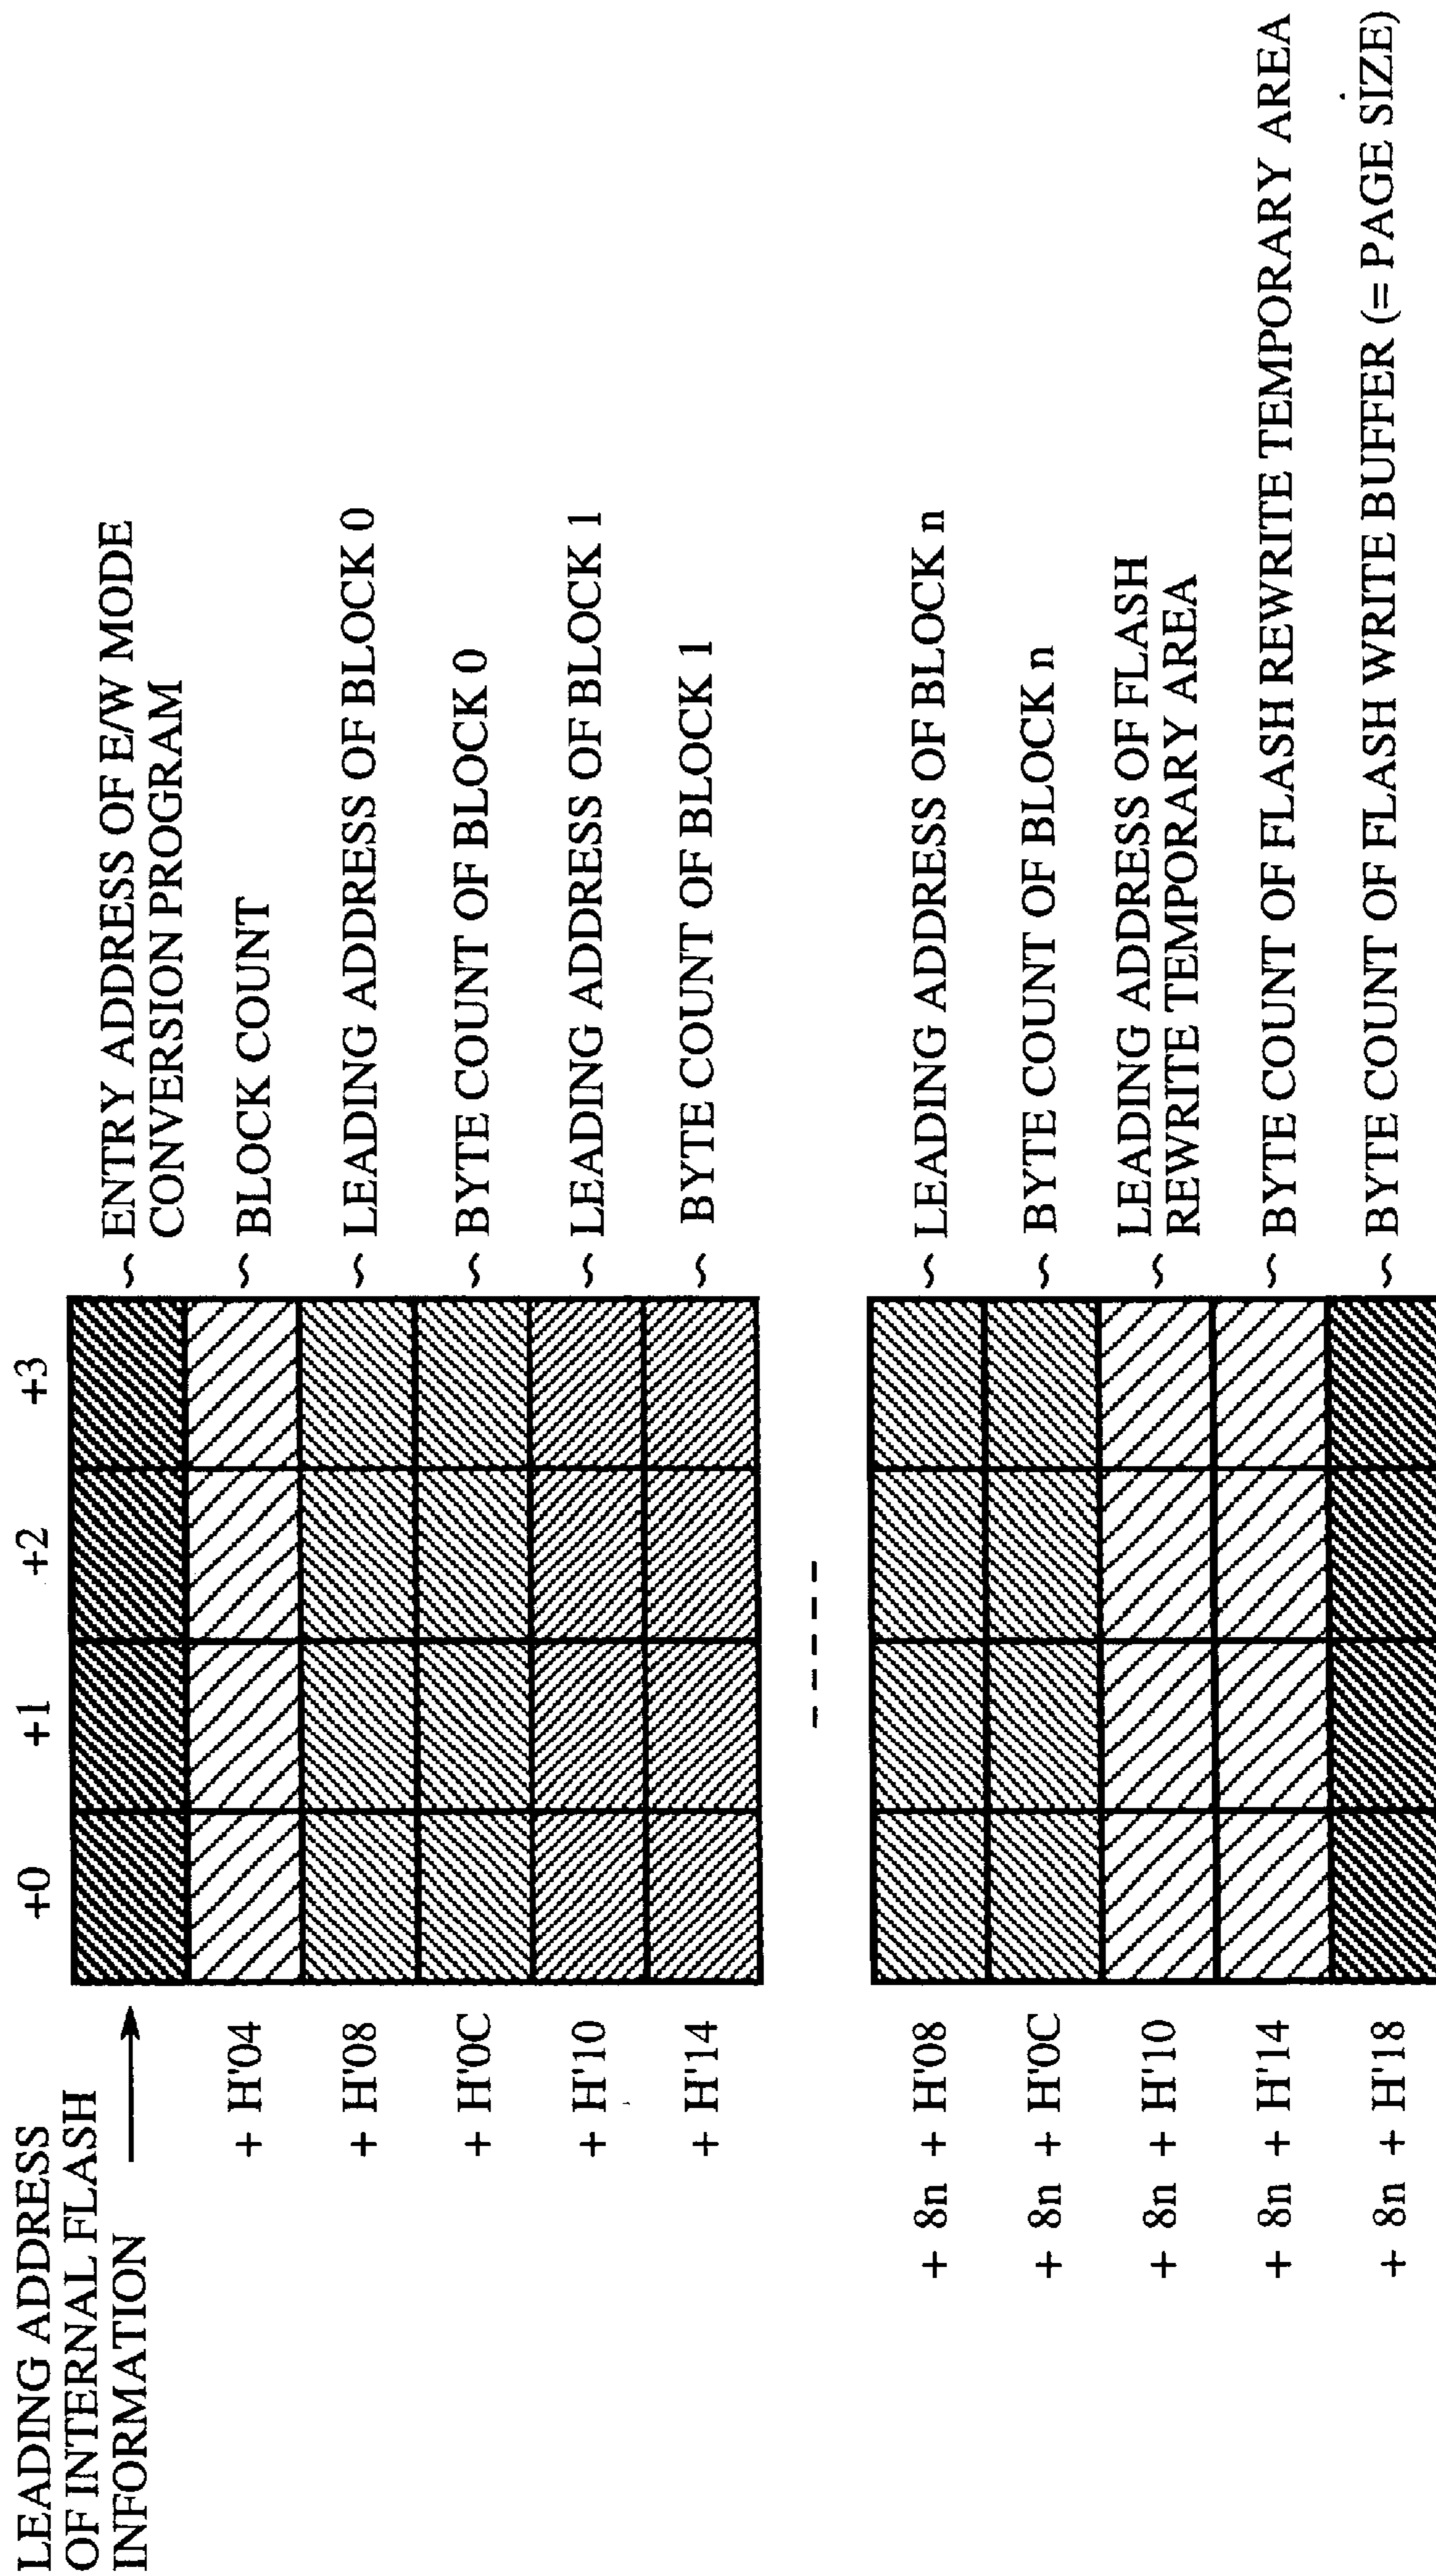 LEADING ADDRESS
OF INTERNAL FLASH
INFORMATION
+0 +1 +2 +3
ENTRY ADDRESS OF E/W MODE
CONVERSION PROGRAM
+ H'04 BLOCK COUNT
+ H'08 LEADING ADDRESS OF BLOCK 0
+ H'0C BYTE COUNT OF BLOCK 0
+ H'10 LEADING ADDRESS OF BLOCK 1
+ H'14 BYTE COUNT OF BLOCK 1
+ 8n + H'08 LEADING ADDRESS OF BLOCK n
+ 8n + H'0C BYTE COUNT OF BLOCK n
+ 8n + H'10 LEADING ADDRESS OF FLASH
REWRITE TEMPORARY AREA
+ 8n + H'14 BYTE COUNT OF FLASH REWRITE TEMPORARY AREA
+ 8n + H'18 BYTE COUNT OF FLASH WRITE BUFFER (= PAGE SIZE)